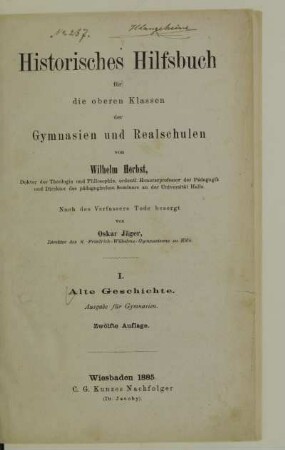 No 257.
Historisches Hilfsbuch
für
die oberen Klassen
der
Gymnasien und Realschulen
von
Wilhelm Herbst,
Doktor der Theologie und Philosophie, ordentl. Honorarprofessor der Pädagogik
und Direktor des pädagogischen Seminars an der Universität Halle.
Nach des Verfassers Tode besorgt
von
Oskar Jäger,
Direktor des k. Friedrich-Wilhelms-Gymnasiums zu Köln.
I.
Alte Geschichte.
Ausgabe für Gymnasien.
Zwölfte Auflage.
Wiesbaden 1885
C. G. Kunzes Nachfolger
(Dr. Jacoby).